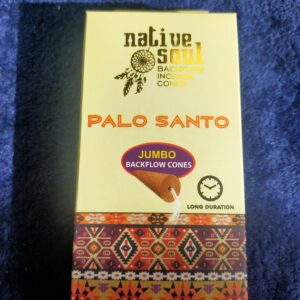 native
soul
BACKFLOW
INCENSE
CONES
PALO SANTO
JUMBO
BACKFLOW CONES
LONG DURATION